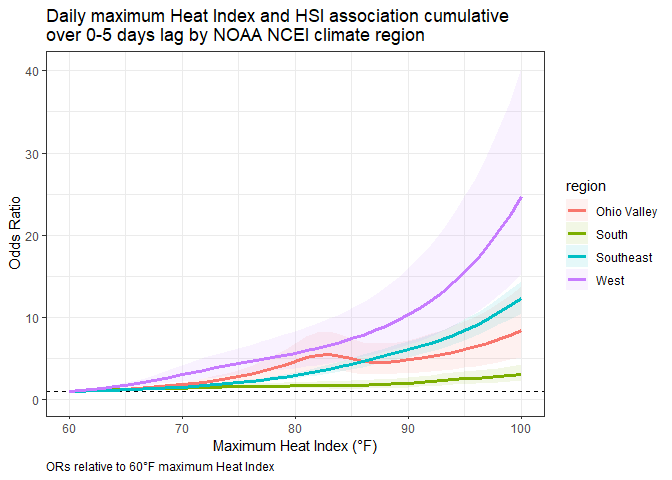 Daily maximum Heat Index and HSI association cumulative
over 0-5 days lag by NOAA NCEI climate region
40
30
20
10
0
Odds Ratio
60 70 80 90 100
Maximum Heat Index (°F)
ORs relative to 60°F maximum Heat Index
region
Ohio Valley
South
Southeast
West